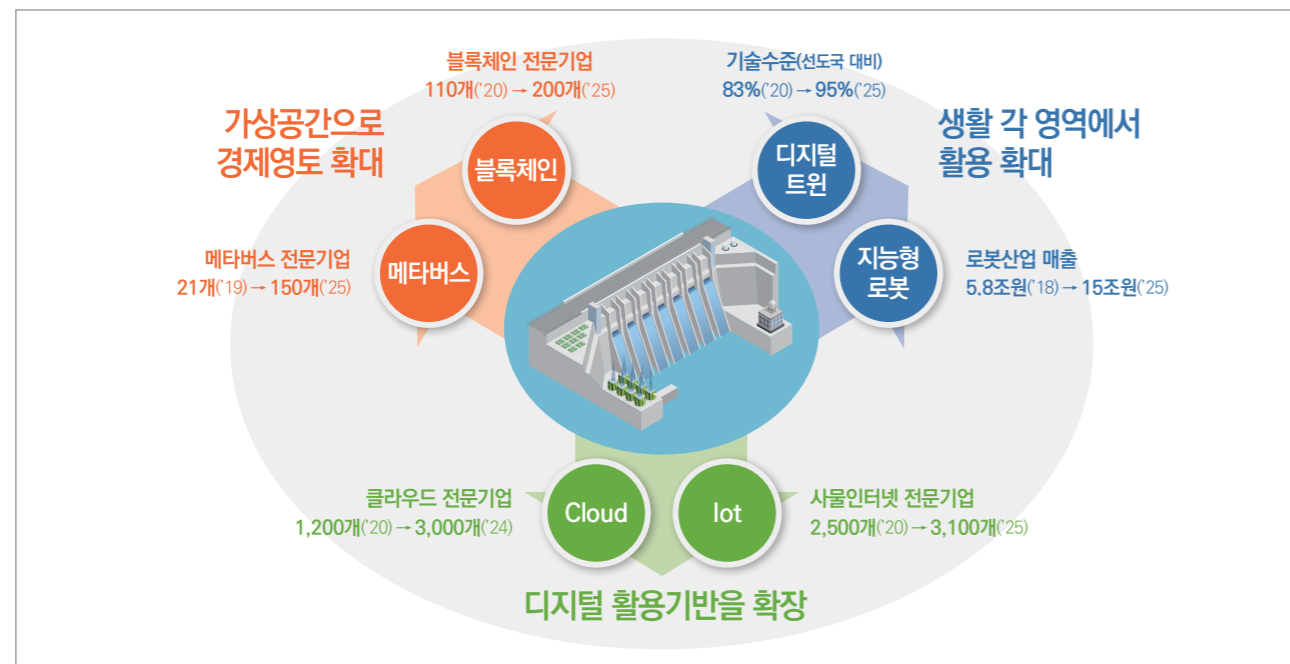 블록체인 전문기업
110개('20) → 200개('25)
기술수준(선도국 대비)
83%('20) → 95%('25)
가상공간으로
경제영토 확대
생활 각 영역에서
활용 확대
블록체인
디지털
트윈
메타버스 전문기업
21개('19) → 150개('25)
메타버스
지능형
로봇
로봇산업 매출
5.8조원('18) → 15조원('25)
클라우드 전문기업
1,200개('20) → 3,000개('24)
Cloud
Iot
사물인터넷 전문기업
2,500개('20) → 3,100개('25)
디지털 활용기반을 확장